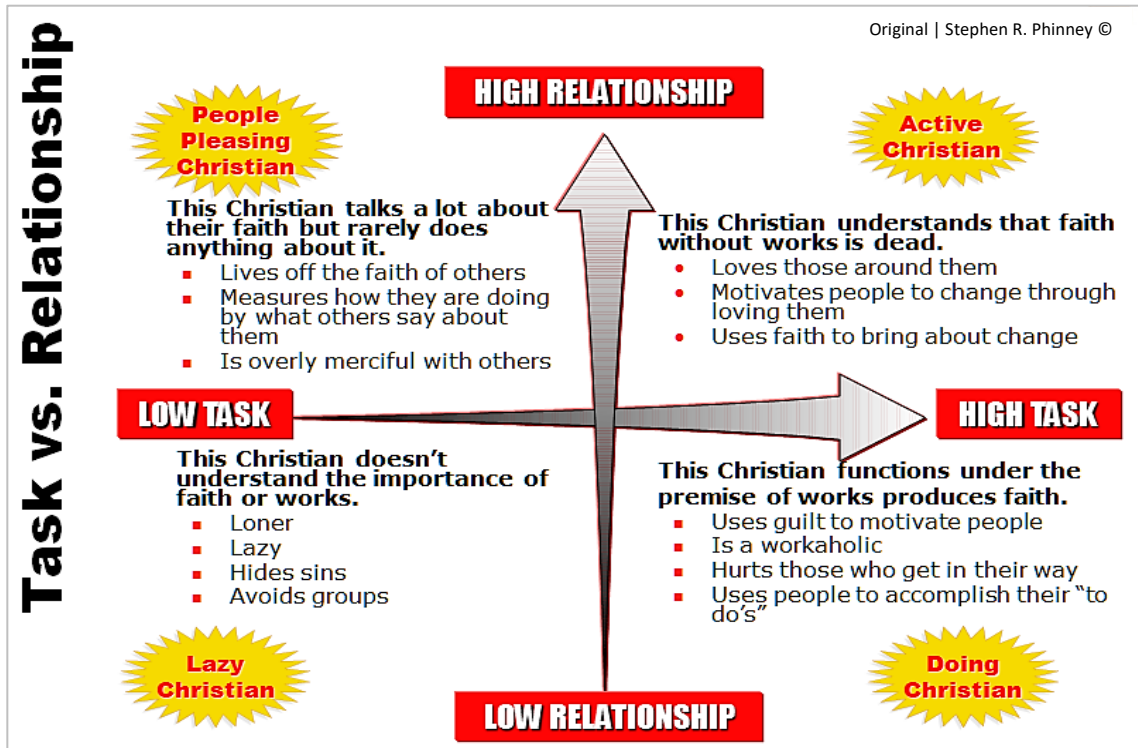 Task vs. Relationship
Original | Stephen R. Phinney ©
HIGH RELATIONSHIP
People
Pleasing
Christian
This Christian talks a lot about
their faith but rarely does
anything about it.
Lives off the faith of others
Measures how they are doing
by what others say about
them
Is overly merciful with others
Active
Christian
This Christian understands that faith
without works is dead.
Loves those around them
Motivates people to change through
loving them
Uses faith to bring about change
LOW TASK
HIGH TASK
This Christian doesn't
understand the importance of
faith or works.
Loner
Lazy
Hides sins
Avoids groups
Lazy
Christian
This Christian functions under the
premise of works produces faith.
Uses guilt to motivate people
Is a workaholic
Hurts those who get in their way
Uses people to accomplish their "to
do's"
Doing
Christian
LOW RELATIONSHIP